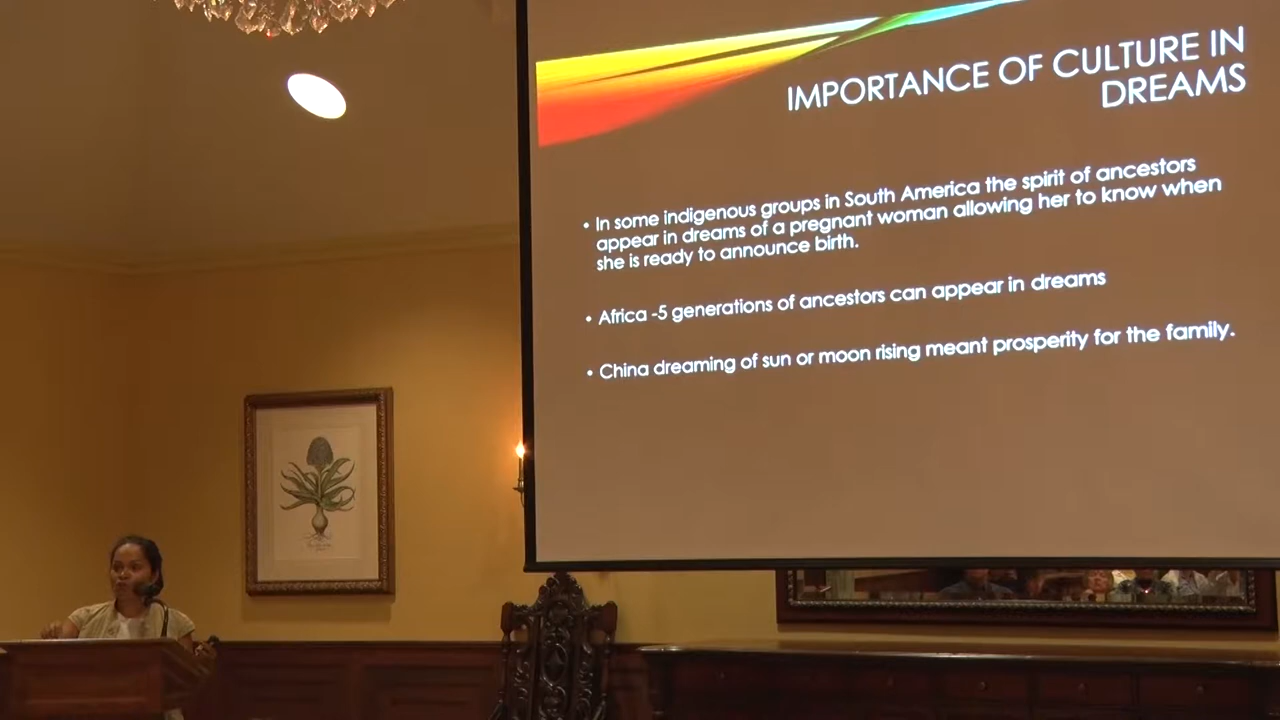 IMPORTANCE OF CULTURE IN
DREAMS
• In some indigenous groups in South America the spirit of ancestors
appear in dreams of a pregnant woman allowing her to know when
she is ready to announce birth.
• Africa -5 generations of ancestors can appear in dreams
• China dreaming of sun or moon rising meant prosperity for the family.